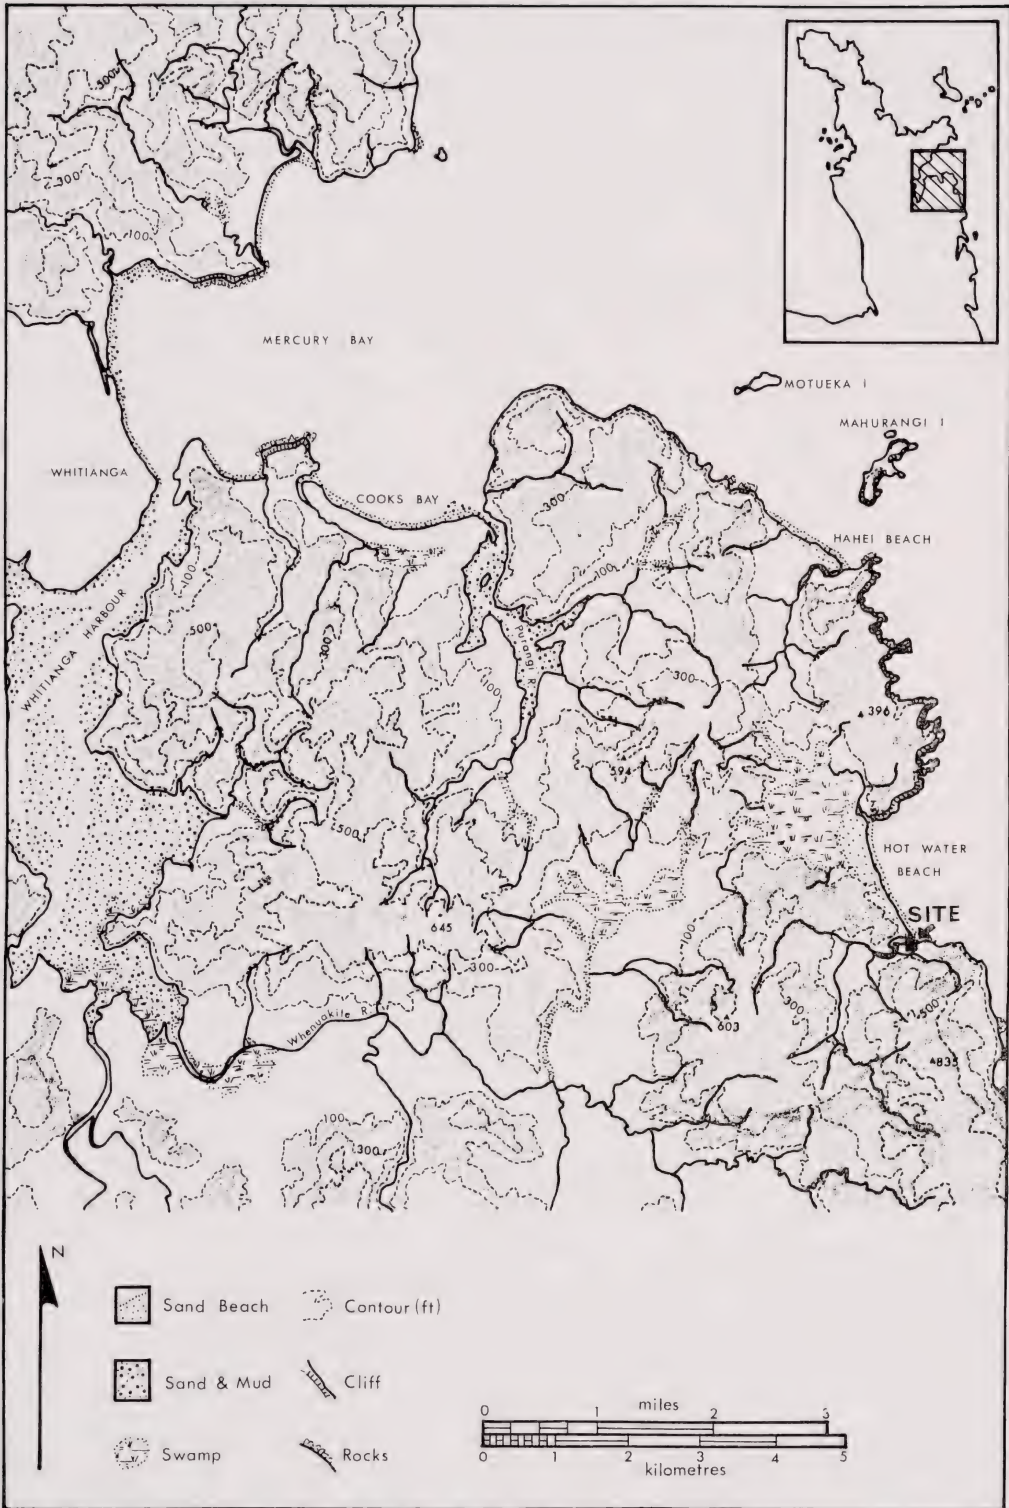 500
300
100
MERCURY BAY
MOTUEKA I
MAHURANGI I
WHITIANGA
COOKS BAY
300
HAHEI BEACH
100
100
WHITIANGA HARBOUR
500
300
Purangi R.
100
300
396
594
500
HOT WATER
BEACH
SITE
645
100
300
300
500
603
Whenuakite R.
835
100
300
N
Sand Beach
Contour (ft)
Sand & Mud
Cliff
Swamp
Rocks
miles
0 1 2 3
0 1 2 3 4 5
kilometres